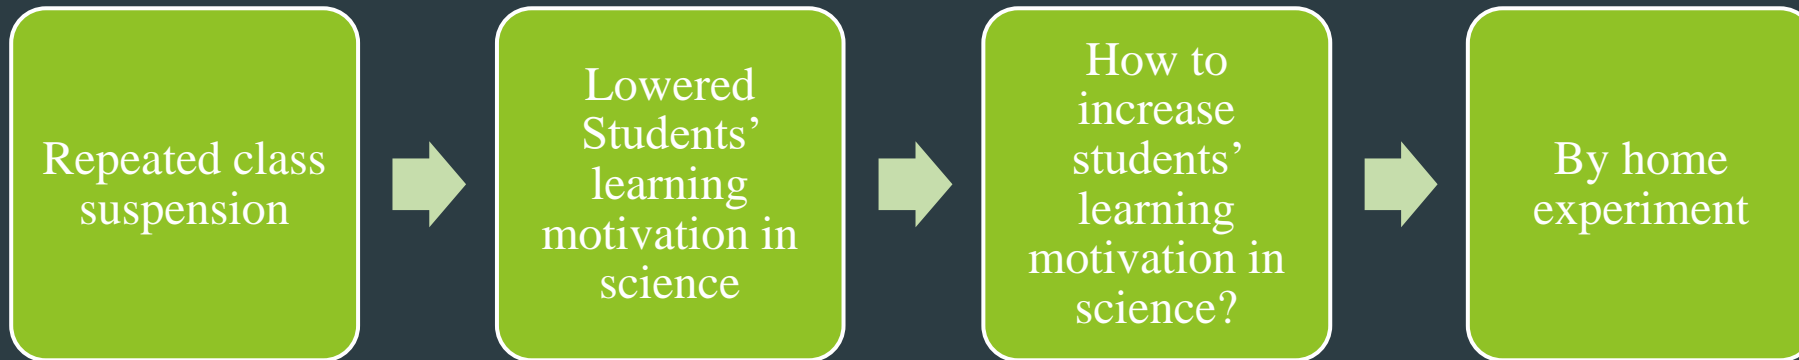 Repeated class
suspension
Lowered
Students’
learning
motivation in
science
How to
increase
students’
learning
motivation in
science?
By home
experiment